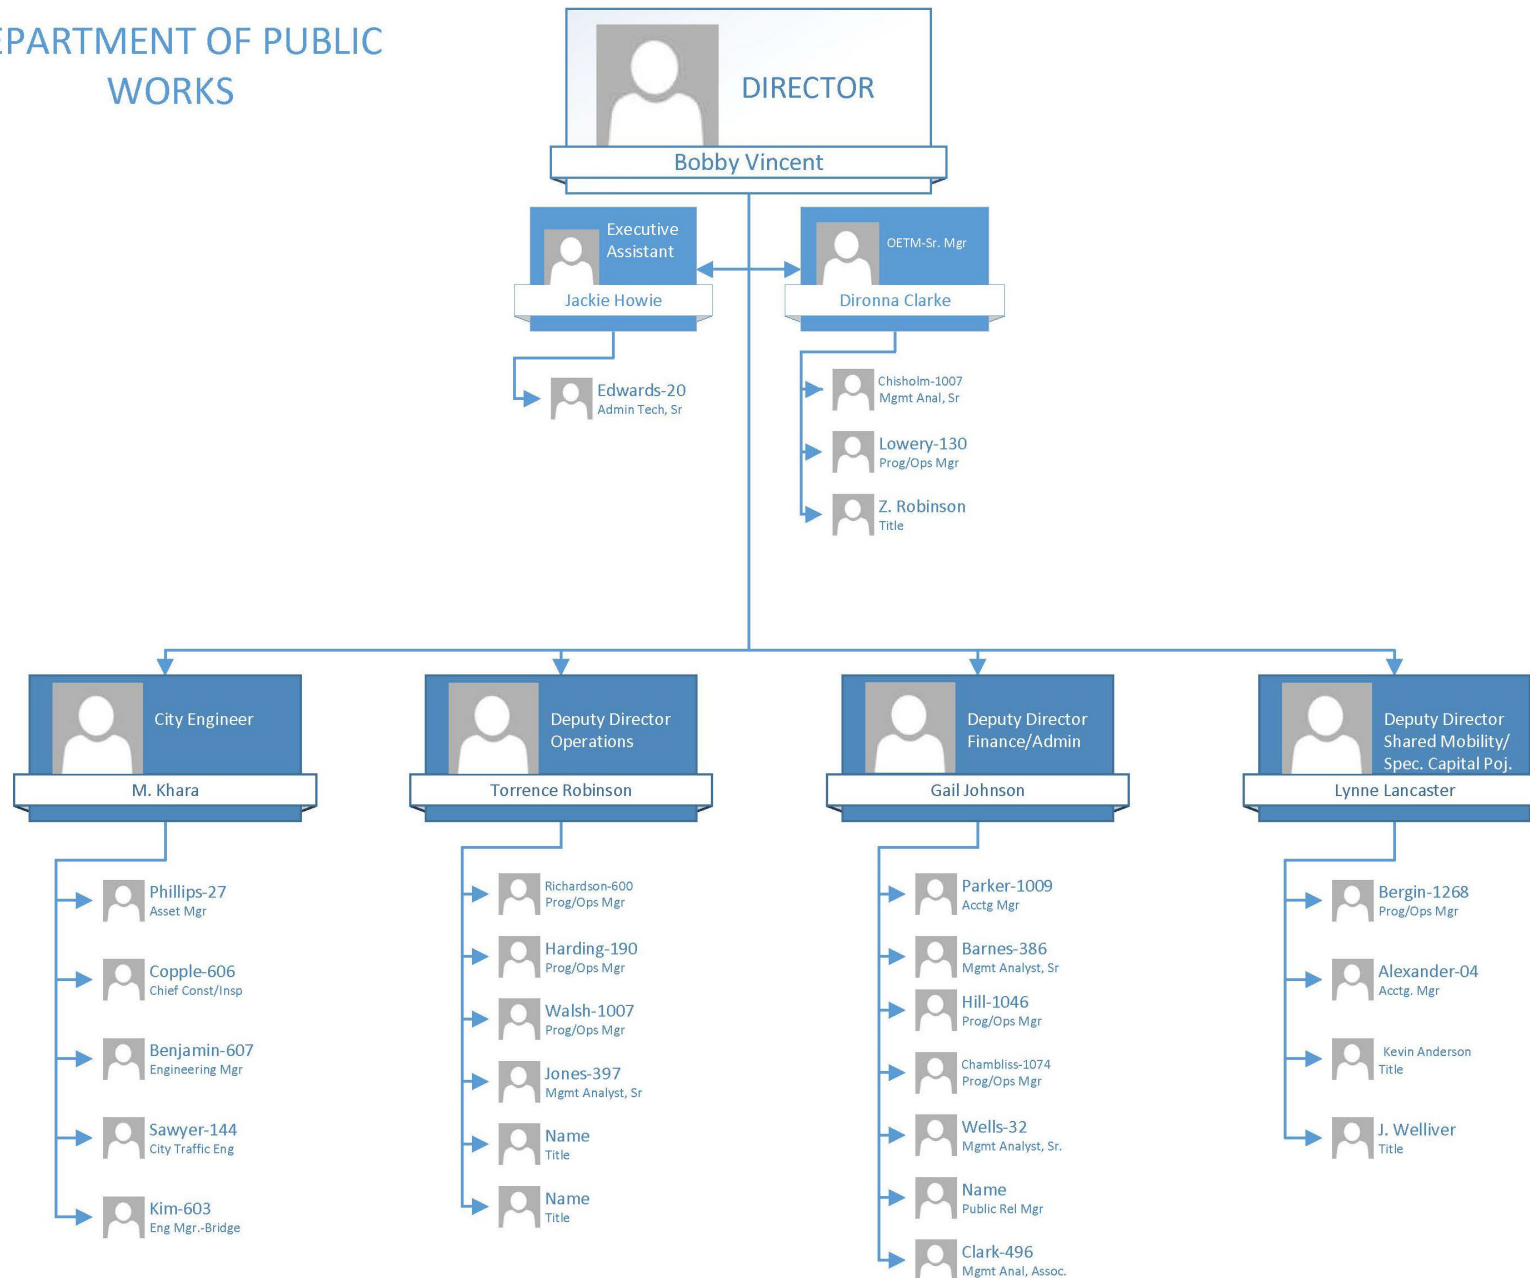 EPARTMENT OF PUBLIC
WORKS
DIRECTOR
Bobby Vincent
Executive
Assistant
Jackie Howie
OETM-Sr. Mgr
Dironna Clarke
Edwards-20
Admin Tech, Sr
Chisholm-1007
Mgmt Anal, Sr
Lowery-130
Prog/Ops Mgr
Z. Robinson
Title
City Engineer
M. Khara
Deputy Director
Operations
Torrence Robinson
Deputy Director
Finance/Admin
Gail Johnson
Deputy Director
Shared Mobility/
Spec. Capital Poj.
Lynne Lancaster
Phillips-27
Asset Mgr
Copple-606
Chief Const/Insp
Benjamin-607
Engineering Mgr
Sawyer-144
City Traffic Eng
Kim-603
Eng Mgr.-Bridge
Richardson-600
Prog/Ops Mgr
Harding-190
Prog/Ops Mgr
Walsh-1007
Prog/Ops Mgr
Jones-397
Mgmt Analyst, Sr
Name
Title
Name
Title
Parker-1009
Acctg Mgr
Barnes-386
Mgmt Analyst, Sr
Hill-1046
Prog/Ops Mgr
Chambliss-1074
Prog/Ops Mgr
Wells-32
Mgmt Analyst, Sr.
Name
Public Rel Mgr
Clark-496
Mgmt Anal, Assoc.
Bergin-1268
Prog/Ops Mgr
Alexander-04
Acctg. Mgr
Kevin Anderson
Title
J. Welliver
Title